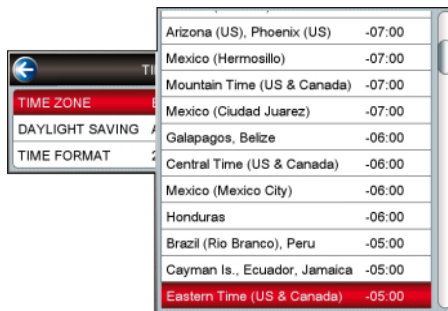 TI
TIME ZONE E
DAYLIGHT SAVING A
TIME FORMAT 2
Arizona (US), Phoenix (US) -07:00
Mexico (Hermosillo) -07:00
Mountain Time (US & Canada) -07:00
Mexico (Ciudad Juarez) -07:00
Galapagos, Belize -06:00
Central Time (US & Canada) -06:00
Mexico (Mexico City) -06:00
Honduras -06:00
Brazil (Rio Branco), Peru -05:00
Cayman Is., Ecuador, Jamaica -05:00
Eastern Time (US & Canada) -05:00